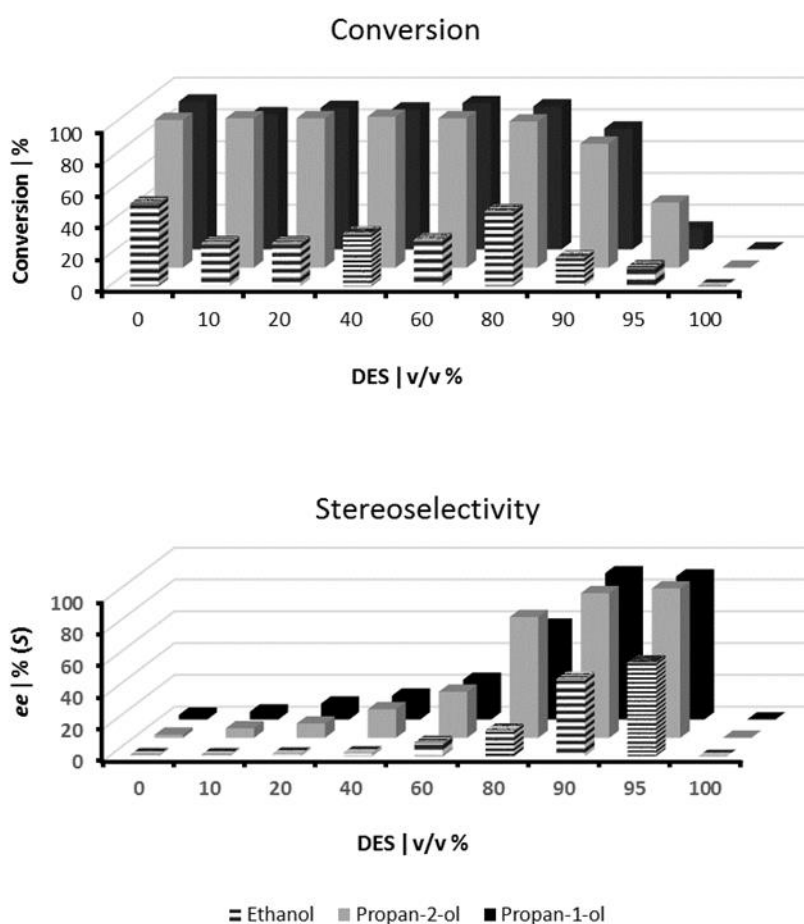 Conversion
100
80
60
40
20
0
Conversion | %
0 10 20 40 60 80 90 95 100
DES | v/v %
Stereoselectivity
100
80
60
40
20
0
ee | % (S)
0 10 20 40 60 80 90 95 100
DES | v/v %
Ethanol Propan-2-ol Propan-1-ol